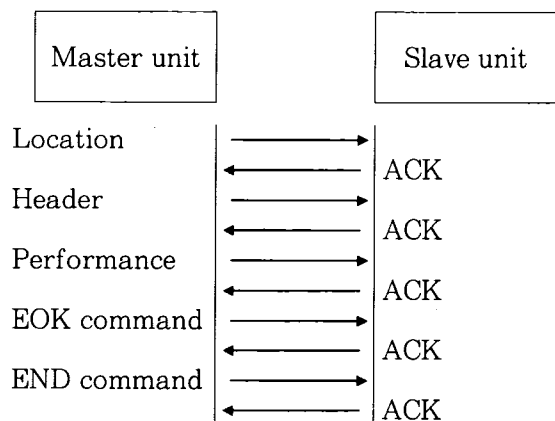 Master unit
Slave unit
Location
ACK
Header
ACK
Performance
ACK
EOK command
ACK
END command
ACK